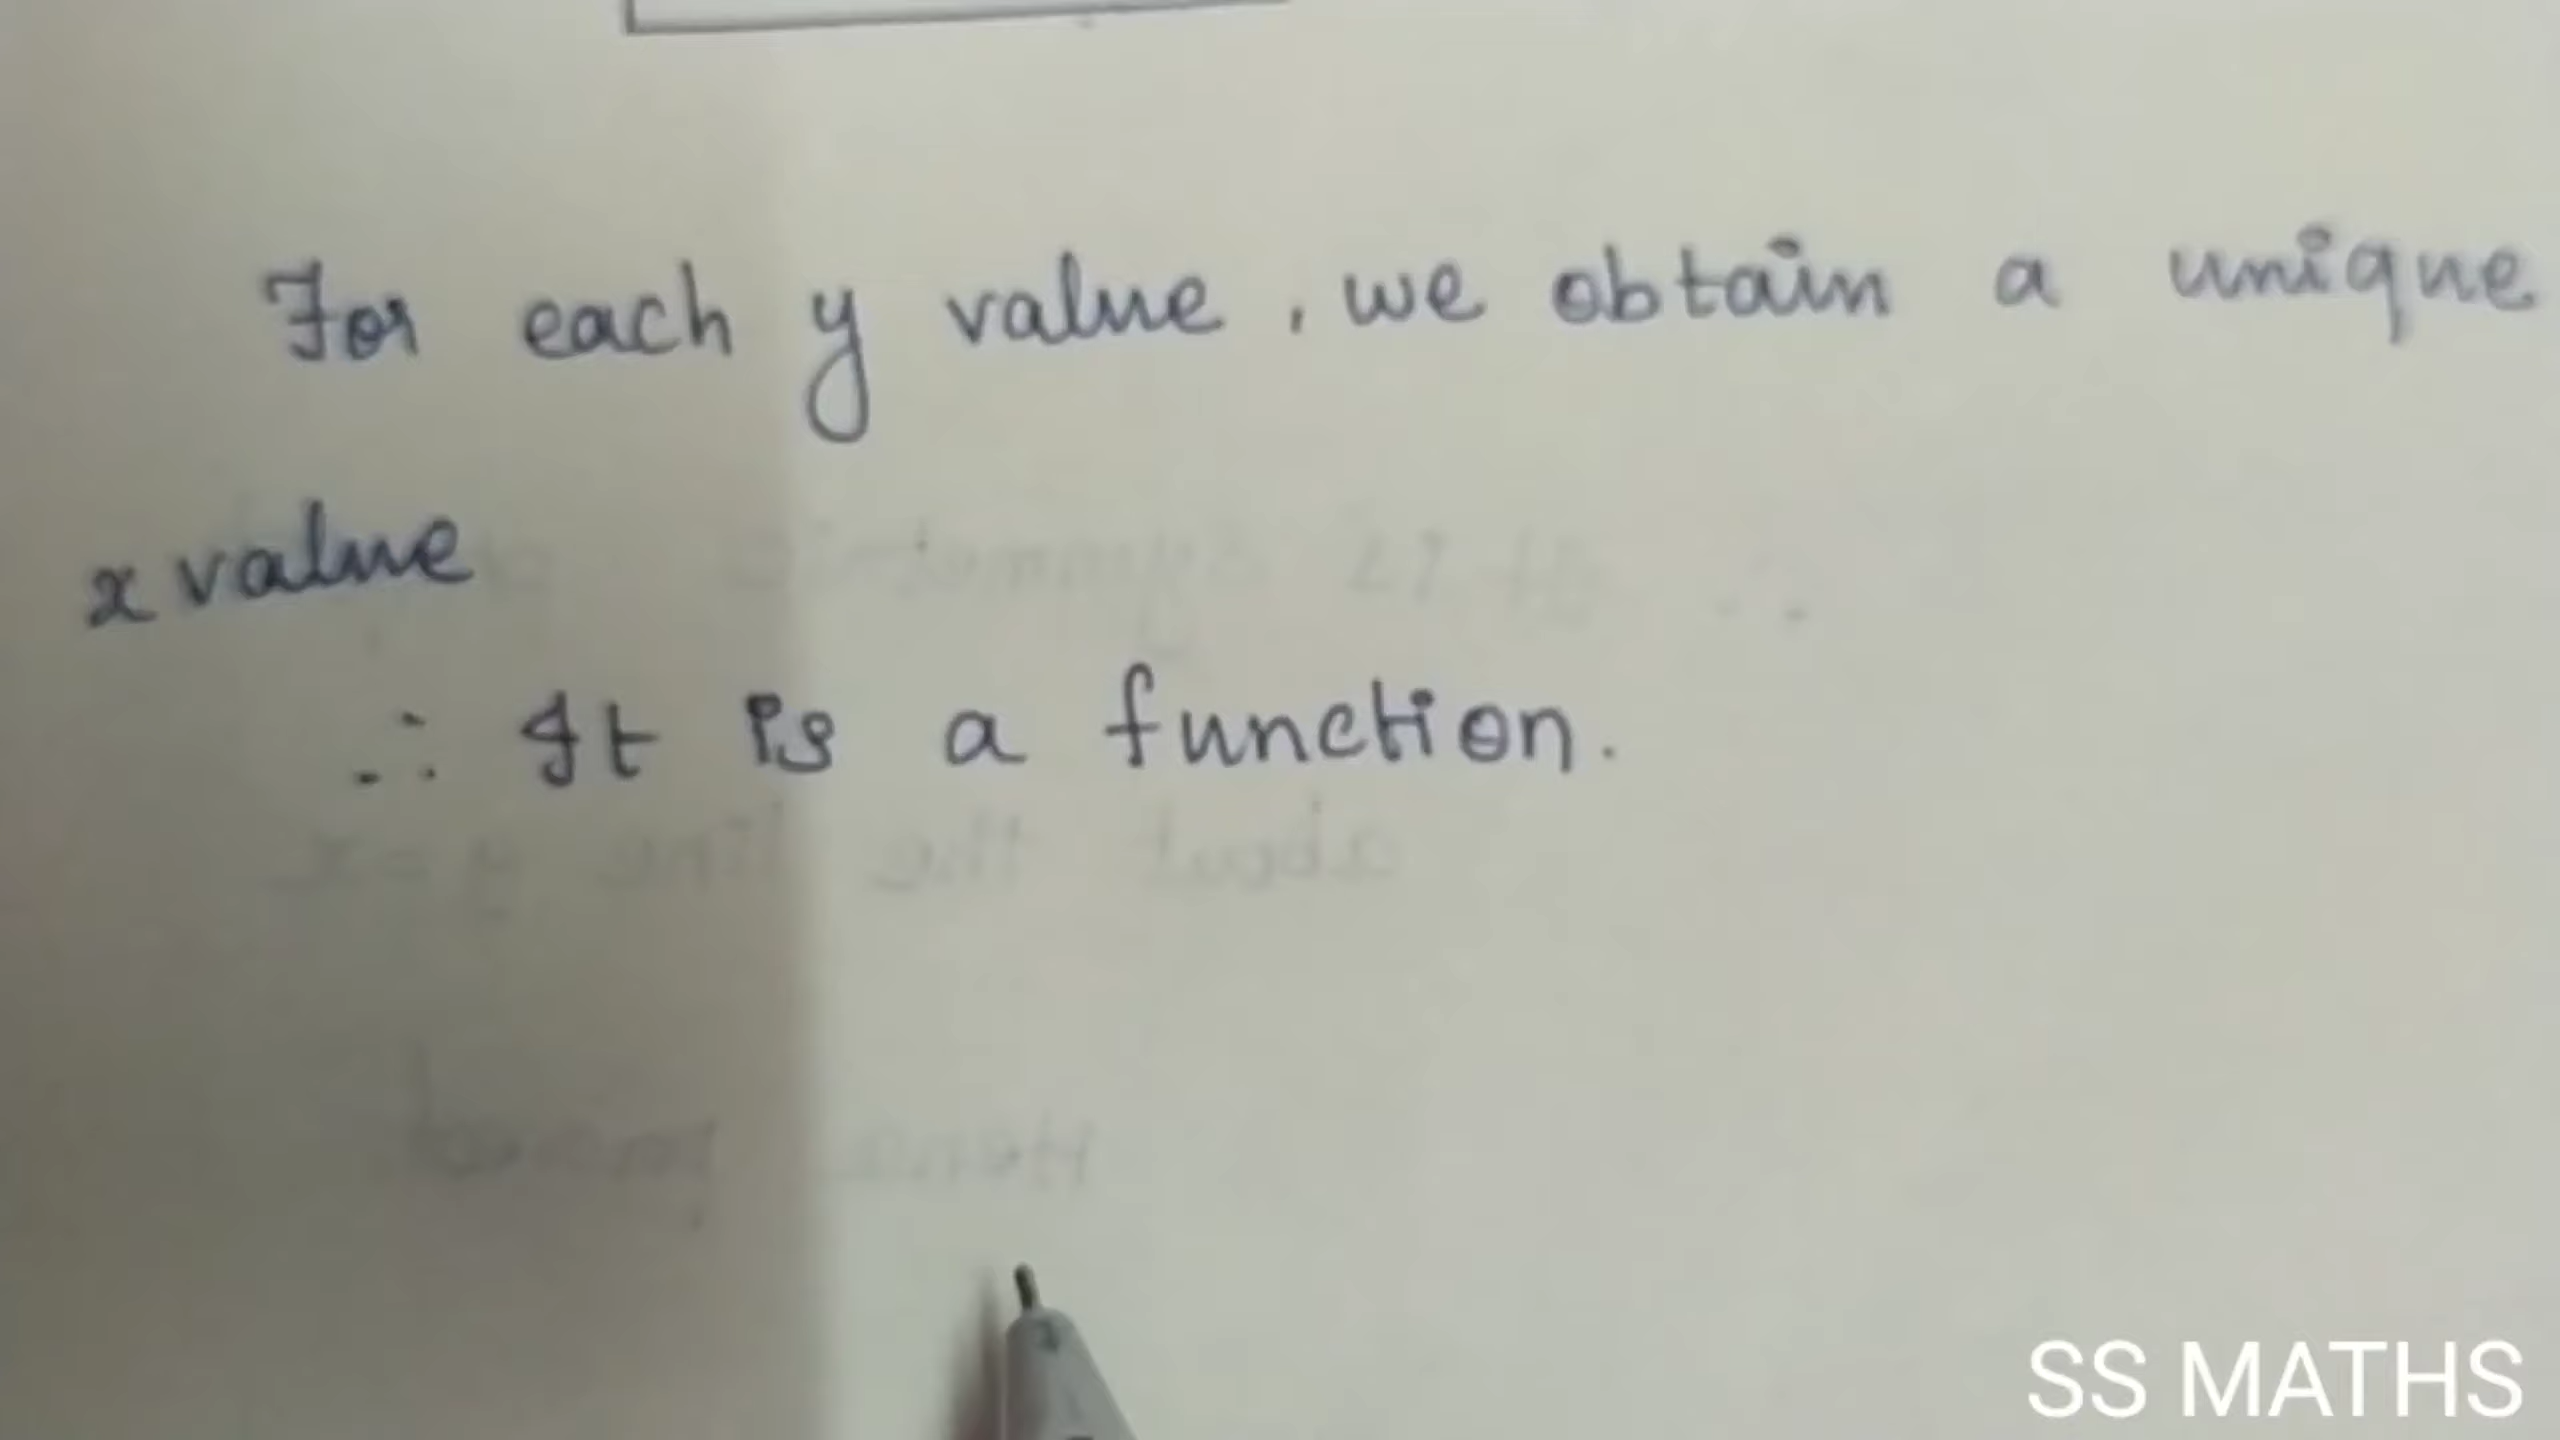 For each y value, we obtain a unique
x value
∴ It is a function.
SS MATHS